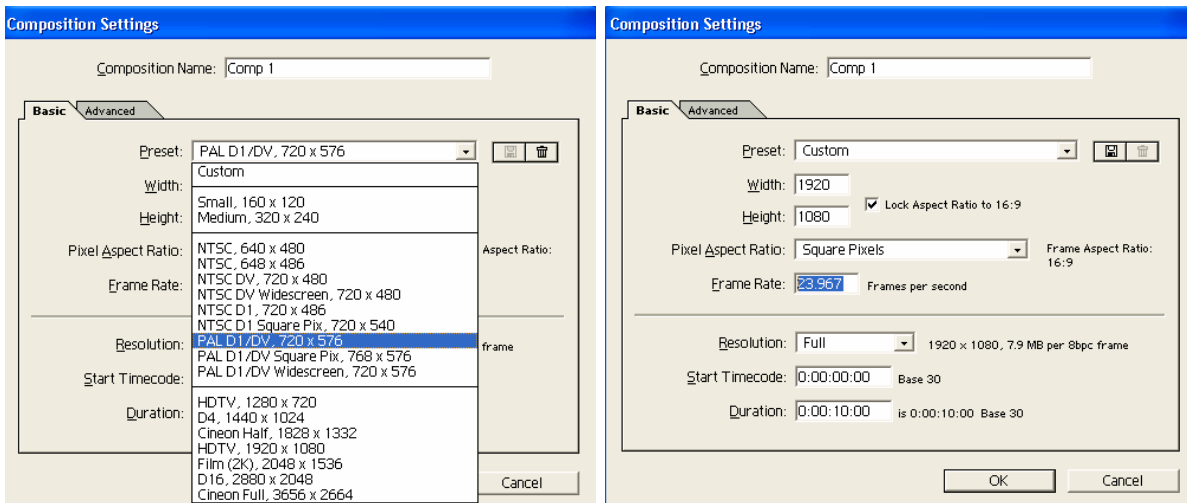 Composition Settings
Composition Name: Comp 1
Basic Advanced
Preset: PAL D1/DV, 720 x 576
Custom
Width:
Small, 160 x 120
Height: Medium, 320 x 240
Pixel Aspect Ratio: NTSC, 640 x 480 Aspect Ratio:
NTSC, 648 x 486
NTSC DV, 720 x 480
Frame Rate: NTSC DV Widescreen, 720 x 480
NTSC D1, 720 x 486
NTSC D1 Square Pix, 720 x 540
Resolution: PAL D1/DV, 720 x 576 frame
PAL D1/DV Square Pix, 768 x 576
Start Timecode: PAL D1/DV Widescreen, 720 x 576
HDTV, 1280 x 720
Duration: D4, 1440 x 1024
Cineon Half, 1828 x 1332
HDTV, 1920 x 1080
Film (2K), 2048 x 1536
D16, 2880 x 2048
Cineon Full, 3656 x 2664
Cancel
Composition Settings
Composition Name: Comp 1
Basic Advanced
Preset: Custom
Width: 1920
Lock Aspect Ratio to 16:9
Height: 1080
Pixel Aspect Ratio: Square Pixels Frame Aspect Ratio:
16:9
Frame Rate: 23.967 Frames per second
Resolution: Full 1920 x 1080, 7.9 MB per 8bpc frame
Start Timecode: 0:00:00:00 Base 30
Duration: 0:00:10:00 is 0:00:10:00 Base 30
OK Cancel